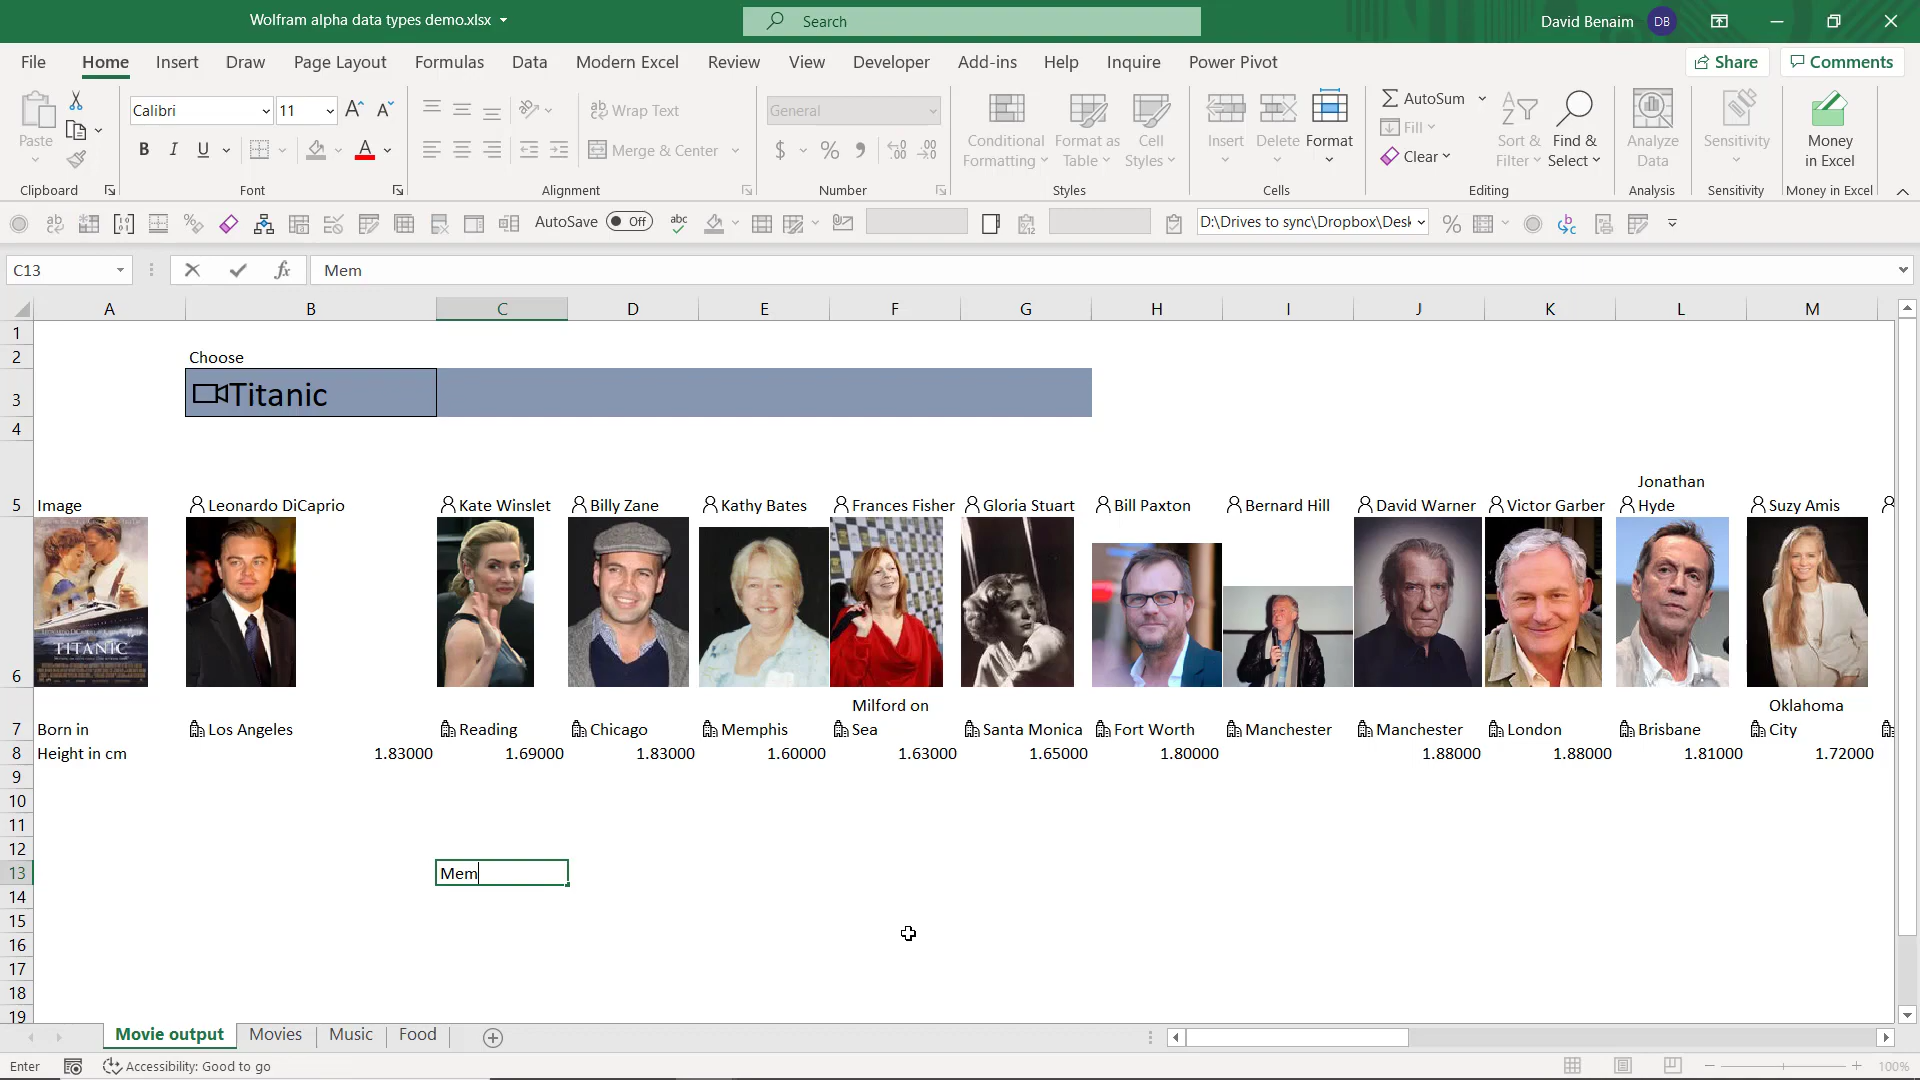 Wolfram alpha data types demo.xlsx
Search
David Benaim
DB
File Home Insert Draw Page Layout Formulas Data Modern Excel Review View Developer Add-ins Help Inquire Power Pivot
Share
Comments
Paste
Calibri
11
B I U
Wrap Text
Merge & Center
General
Conditional Formatting
Format as Table
Cell Styles
Insert
Delete
Format
AutoSum
Fill
Clear
Sort & Filter
Find & Select
Analyze Data
Sensitivity
Money in Excel
Clipboard
Font
Alignment
Number
Styles
Cells
Editing
Analysis
Sensitivity
Money in Excel
AutoSave Off
D:\Drives to sync\Dropbox\Desk
C13
fx
Mem
A B C D E F G H I J K L M
1
2 Choose
3 Titanic
4
5 Image Leonardo DiCaprio Kate Winslet Billy Zane Kathy Bates Frances Fisher Gloria Stuart Bill Paxton Bernard Hill David Warner Victor Garber Jonathan Hyde Suzy Amis
6
TITANIC
7 Born in Los Angeles Reading Chicago Memphis Milford on Sea Santa Monica Fort Worth Manchester Manchester London Brisbane Oklahoma City
8 Height in cm 1.83000 1.69000 1.83000 1.60000 1.63000 1.65000 1.80000 1.88000 1.88000 1.81000 1.72000
9
10
11
12
13 Mem
14
15
16
17
18
19
Movie output Movies Music Food
Enter
Accessibility: Good to go
100%